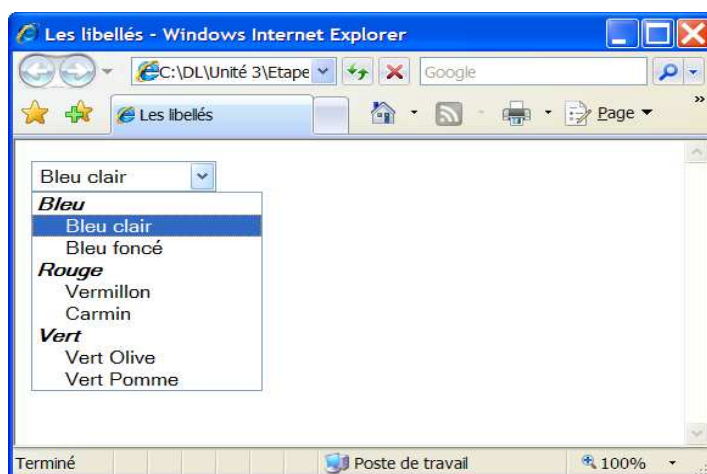 Les libellés - Windows Internet Explorer
C:\DL\Unité 3\Etape
Google
Les libellés
Page
»
Bleu clair
Bleu
Bleu clair
Bleu foncé
Rouge
Vermillon
Carmin
Vert
Vert Olive
Vert Pomme
Terminé
Poste de travail
100%